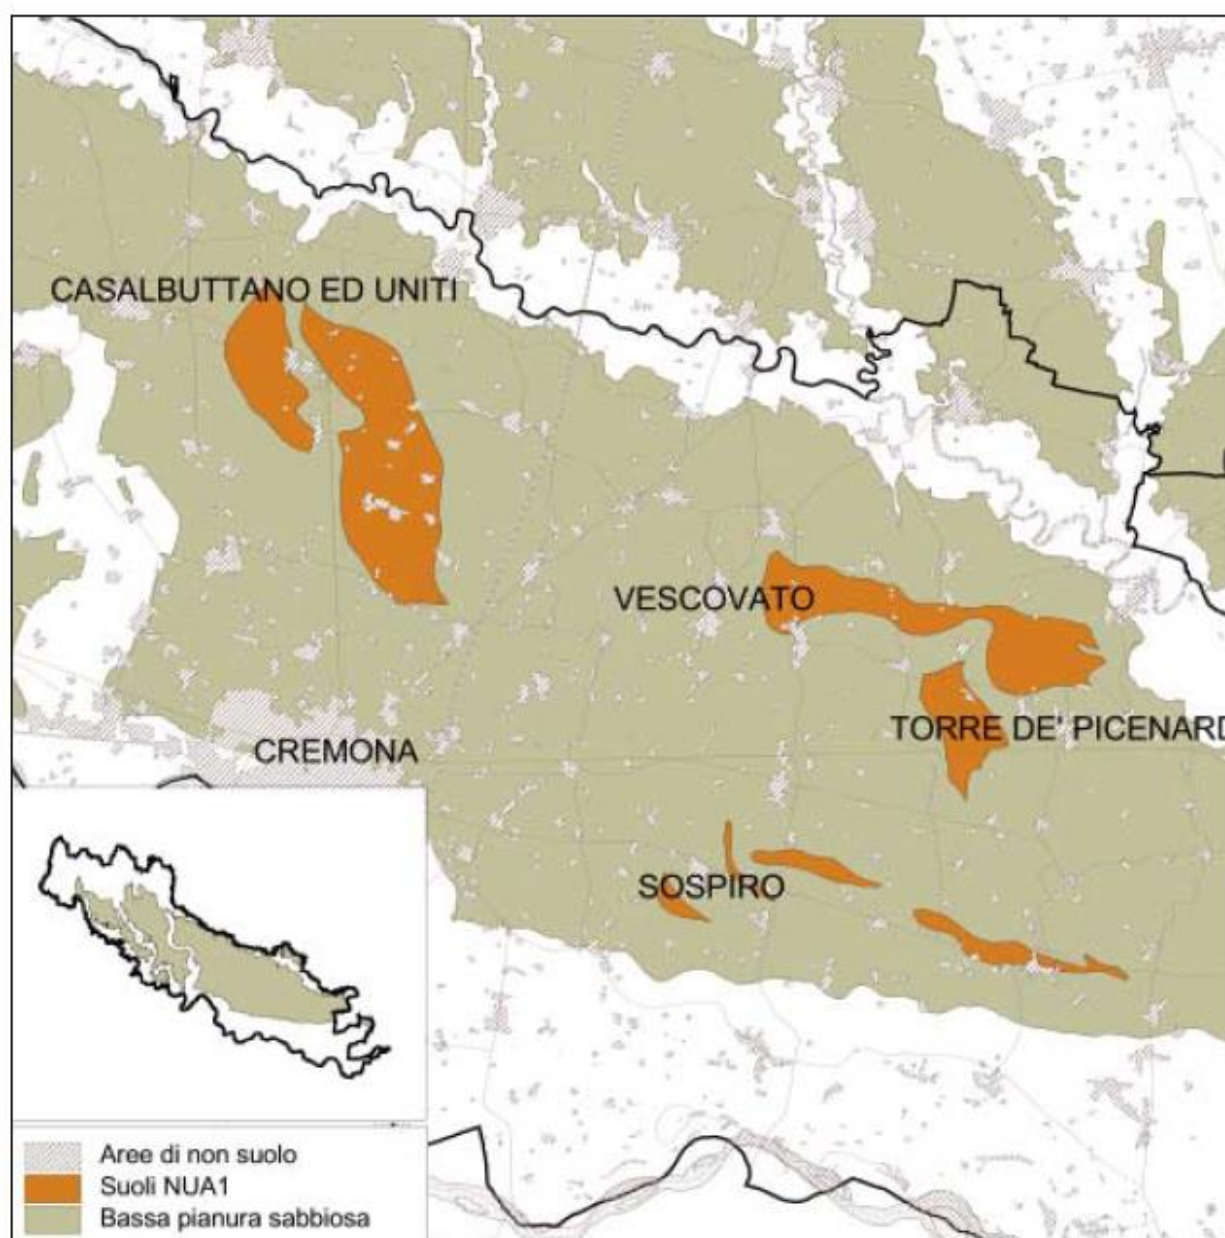 CASALBUTTANO ED UNITI
VESCOVATO
TORRE DE' PICENARD
CREMONA
SOSPIRO
Aree di non suolo
Suoli NUA1
Bassa pianura sabbiosa